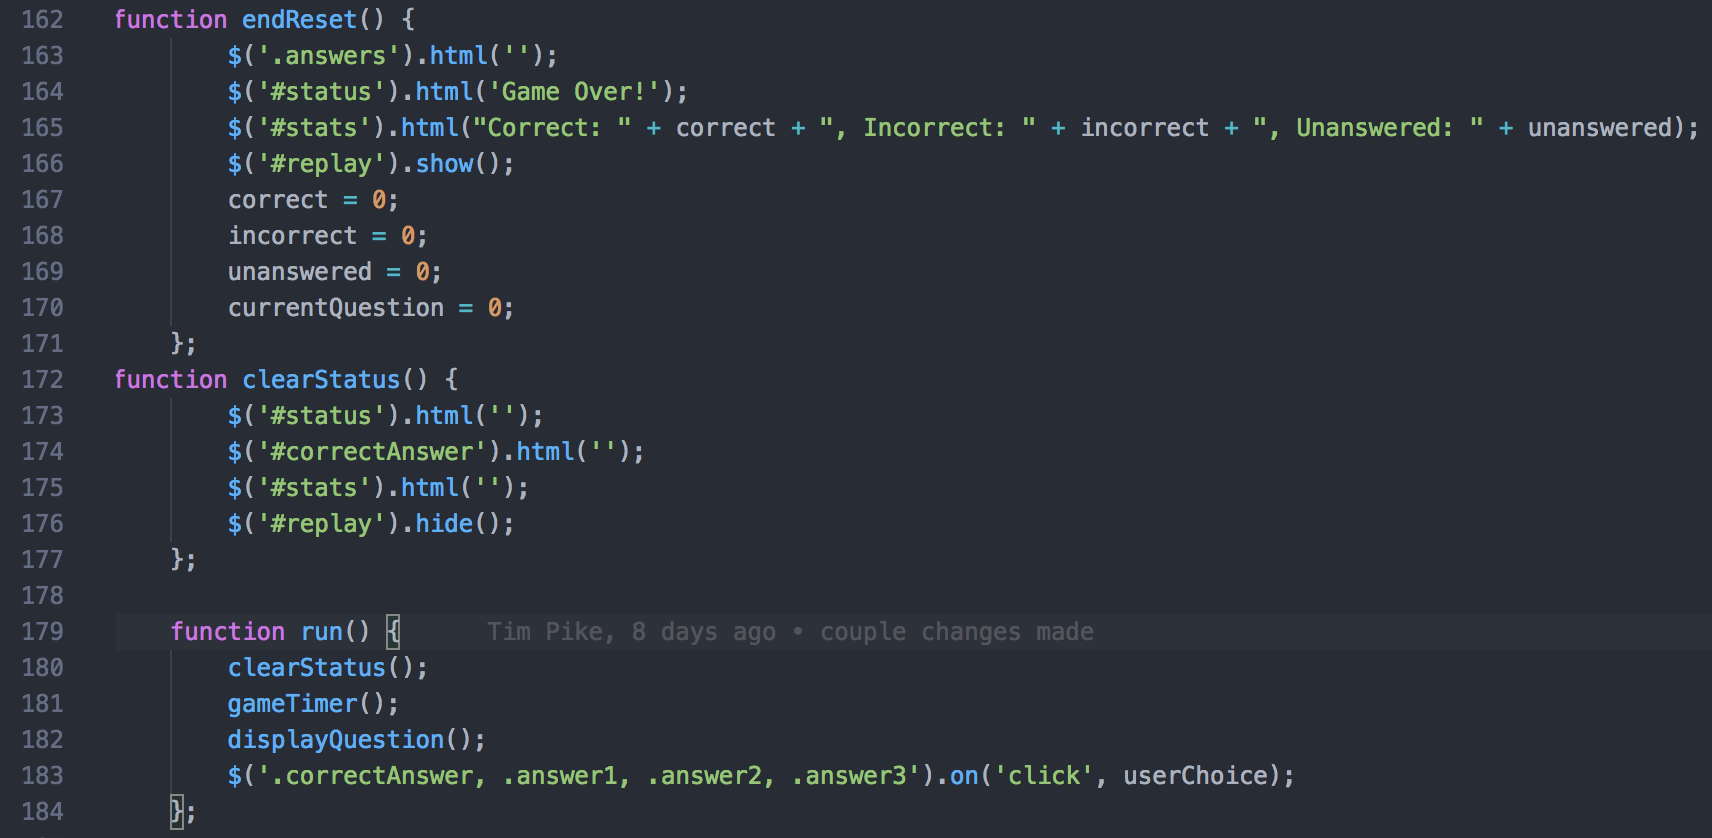 162 function endReset() {
163 $('.answers').html('');
164 $('#status').html('Game Over!');
165 $('#stats').html("Correct: " + correct + ", Incorrect: " + incorrect + ", Unanswered: " + unanswered);
166 $('#replay').show();
167 correct = 0;
168 incorrect = 0;
169 unanswered = 0;
170 currentQuestion = 0;
171 };
172 function clearStatus() {
173 $('#status').html('');
174 $('#correctAnswer').html('');
175 $('#stats').html('');
176 $('#replay').hide();
177 };
178
179 function run() { Tim Pike, 8 days ago • couple changes made
180 clearStatus();
181 gameTimer();
182 displayQuestion();
183 $('.correctAnswer, .answer1, .answer2, .answer3').on('click', userChoice);
184 };